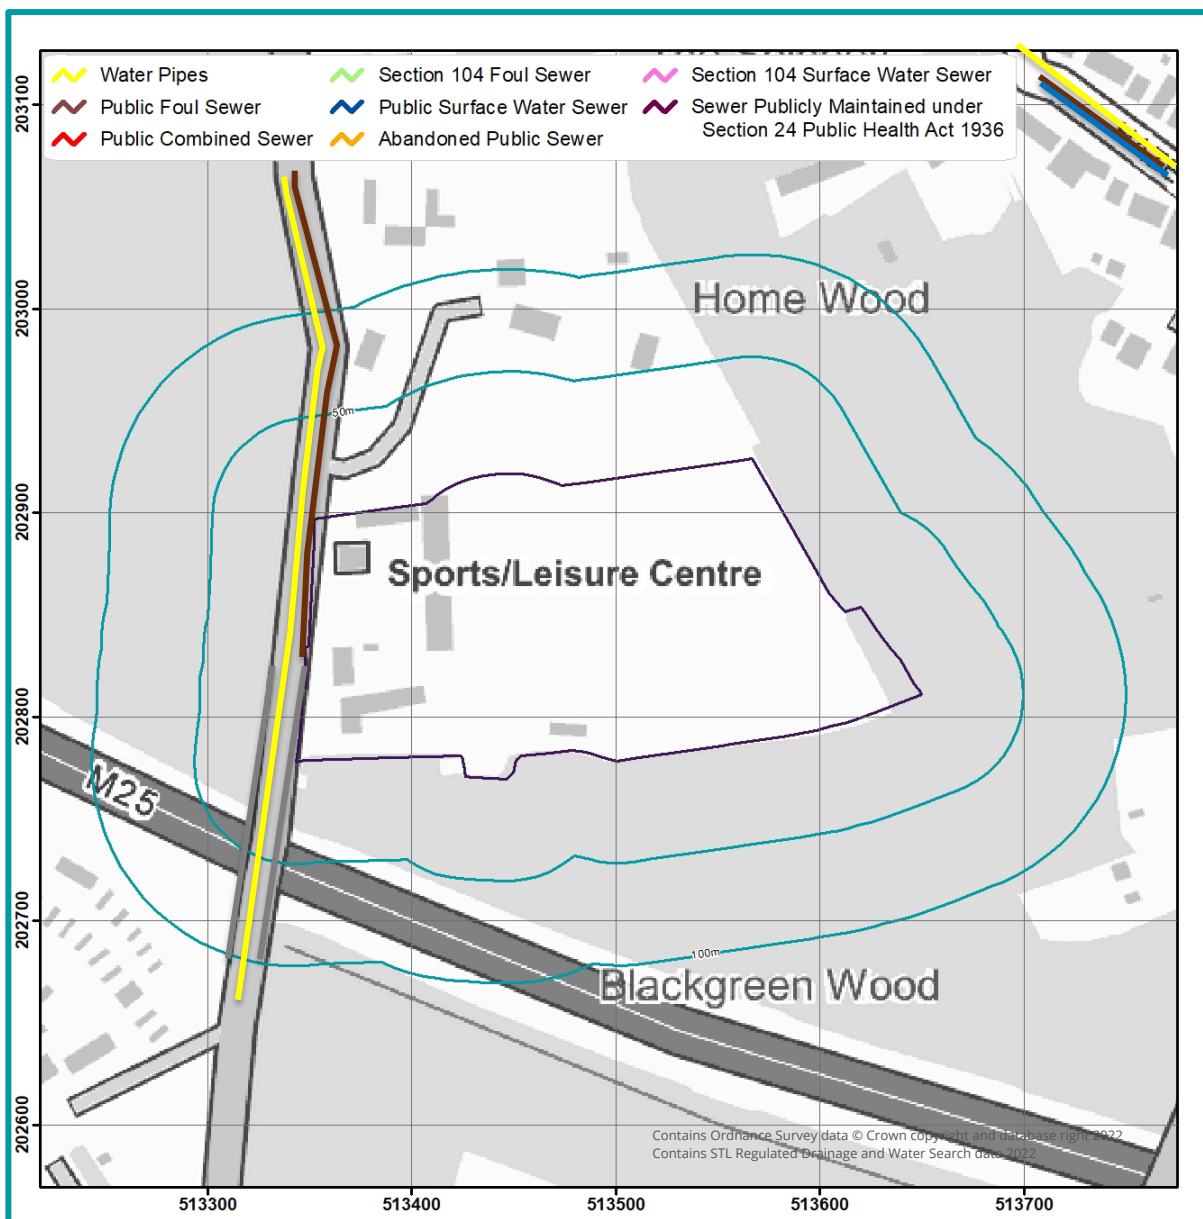 Water Pipes
Public Foul Sewer
Public Combined Sewer
Section 104 Foul Sewer
Public Surface Water Sewer
Abandoned Public Sewer
Section 104 Surface Water Sewer
Sewer Publicly Maintained under
Section 24 Public Health Act 1936
203100
203000
202900
202800
202700
202600
Home Wood
50m
Sports/Leisure Centre
M25
100m
Blackgreen Wood
Contains Ordnance Survey data © Crown copyright and database right 2022
Contains STL Regulated Drainage and Water Search data 2022
513300
513400
513500
513600
513700